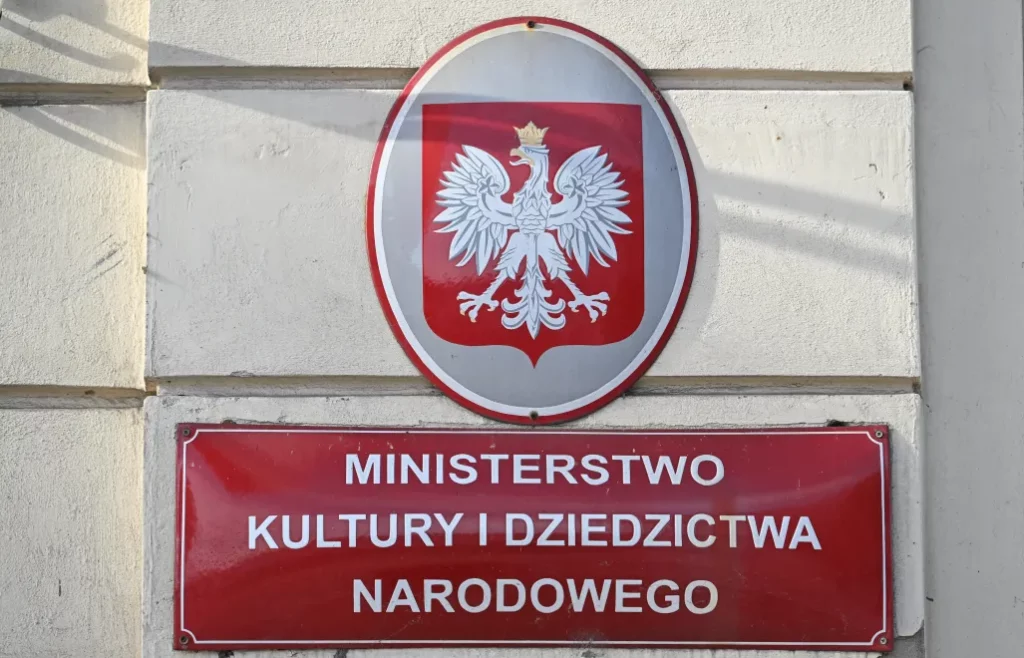 MINISTERSTWO
KULTURY I DZIEDZICTWA
NARODOWEGO